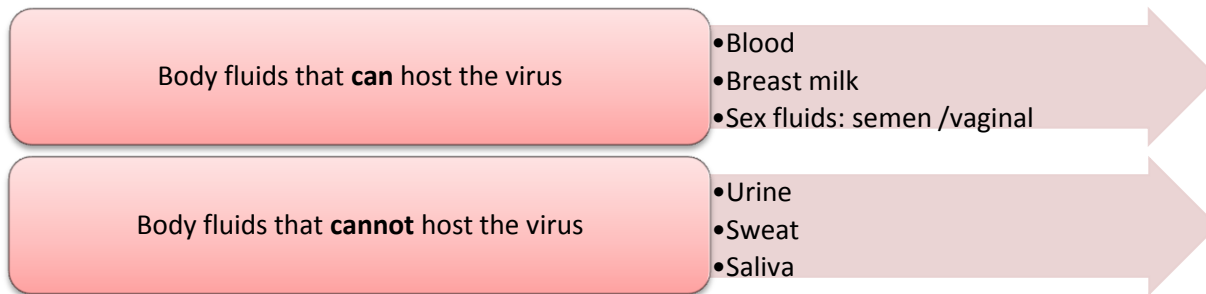 Body fluids that can host the virus
•Blood
•Breast milk
•Sex fluids: semen /vaginal
Body fluids that cannot host the virus
•Urine
•Sweat
•Saliva